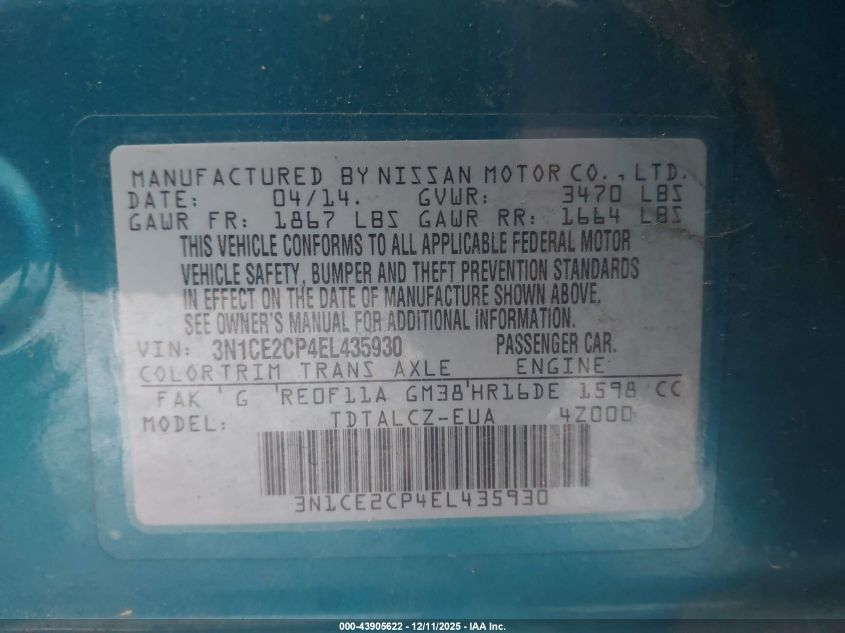 MANUFACTURED BY NISSAN MOTOR CO., LTD.
DATE: 04/14. GVWR: 3470 LBS
GAWR FR: 1867 LBS GAWR RR: 1664 LBS
THIS VEHICLE CONFORMS TO ALL APPLICABLE FEDERAL MOTOR
VEHICLE SAFETY, BUMPER AND THEFT PREVENTION STANDARDS
IN EFFECT ON THE DATE OF MANUFACTURE SHOWN ABOVE.
SEE OWNER'S MANUAL FOR ADDITIONAL INFORMATION.
VIN: 3N1CE2CP4EL435930 PASSENGER CAR.
COLOR TRIM TRANS AXLE ENGINE
FAK ' G 'RE0F11A GM38'HR16DE 1598 CC
MODEL: TDTALCZ-EUA 4Z000
3N1CE2CP4EL435930
000-43905622 - 12/11/2025 - IAA Inc.